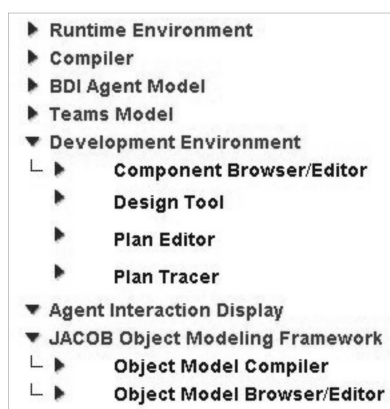 Runtime Environment
Compiler
BDI Agent Model
Teams Model
Development Environment
Component Browser/Editor
Design Tool
Plan Editor
Plan Tracer
Agent Interaction Display
JACOB Object Modeling Framework
Object Model Compiler
Object Model Browser/Editor